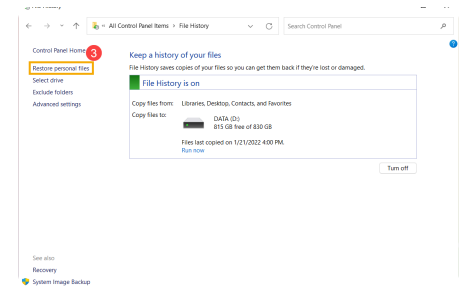 « All Control Panel Items › File History
Search Control Panel
Control Panel Home
3
Restore personal files
Select drive
Exclude folders
Advanced settings
Keep a history of your files
File History saves copies of your files so you can get them back if they're lost or damaged.
File History is on
Copy files from: Libraries, Desktop, Contacts, and Favorites
Copy files to:
DATA (D:)
815 GB free of 830 GB
Files last copied on 1/21/2022 4:00 PM.
Run now
Turn off
See also
Recovery
System Image Backup